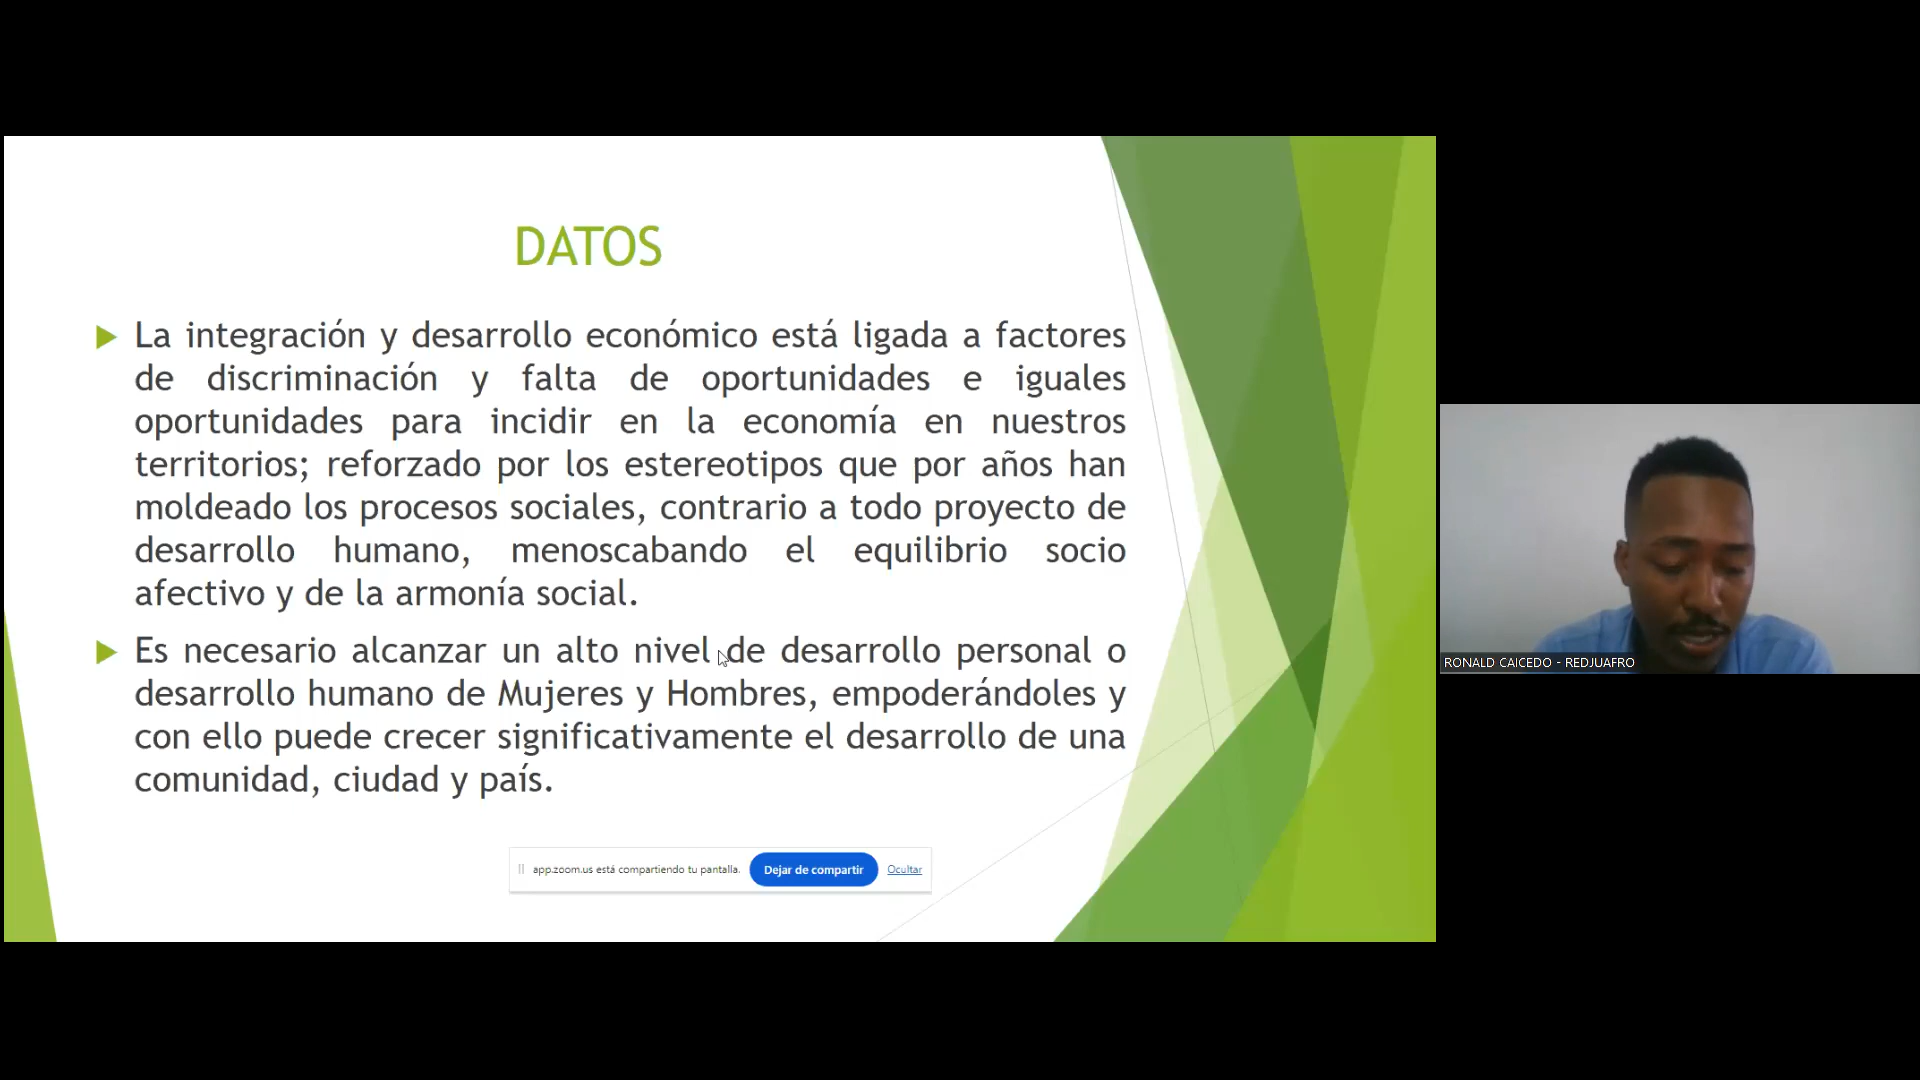 DATOS
La integración y desarrollo económico está ligada a factores
de discriminación y falta de oportunidades e iguales
oportunidades para incidir en la economía en nuestros
territorios; reforzado por los estereotipos que por años han
moldeado los procesos sociales, contrario a todo proyecto de
desarrollo humano, menoscabando el equilibrio socio
afectivo y de la armonía social.
Es necesario alcanzar un alto nivel de desarrollo personal o
desarrollo humano de Mujeres y Hombres, empoderándoles y
con ello puede crecer significativamente el desarrollo de una
comunidad, ciudad y país.
app.zoom.us está compartiendo tu pantalla. Dejar de compartir Ocultar
RONALD CAICEDO - REDJUAFRO